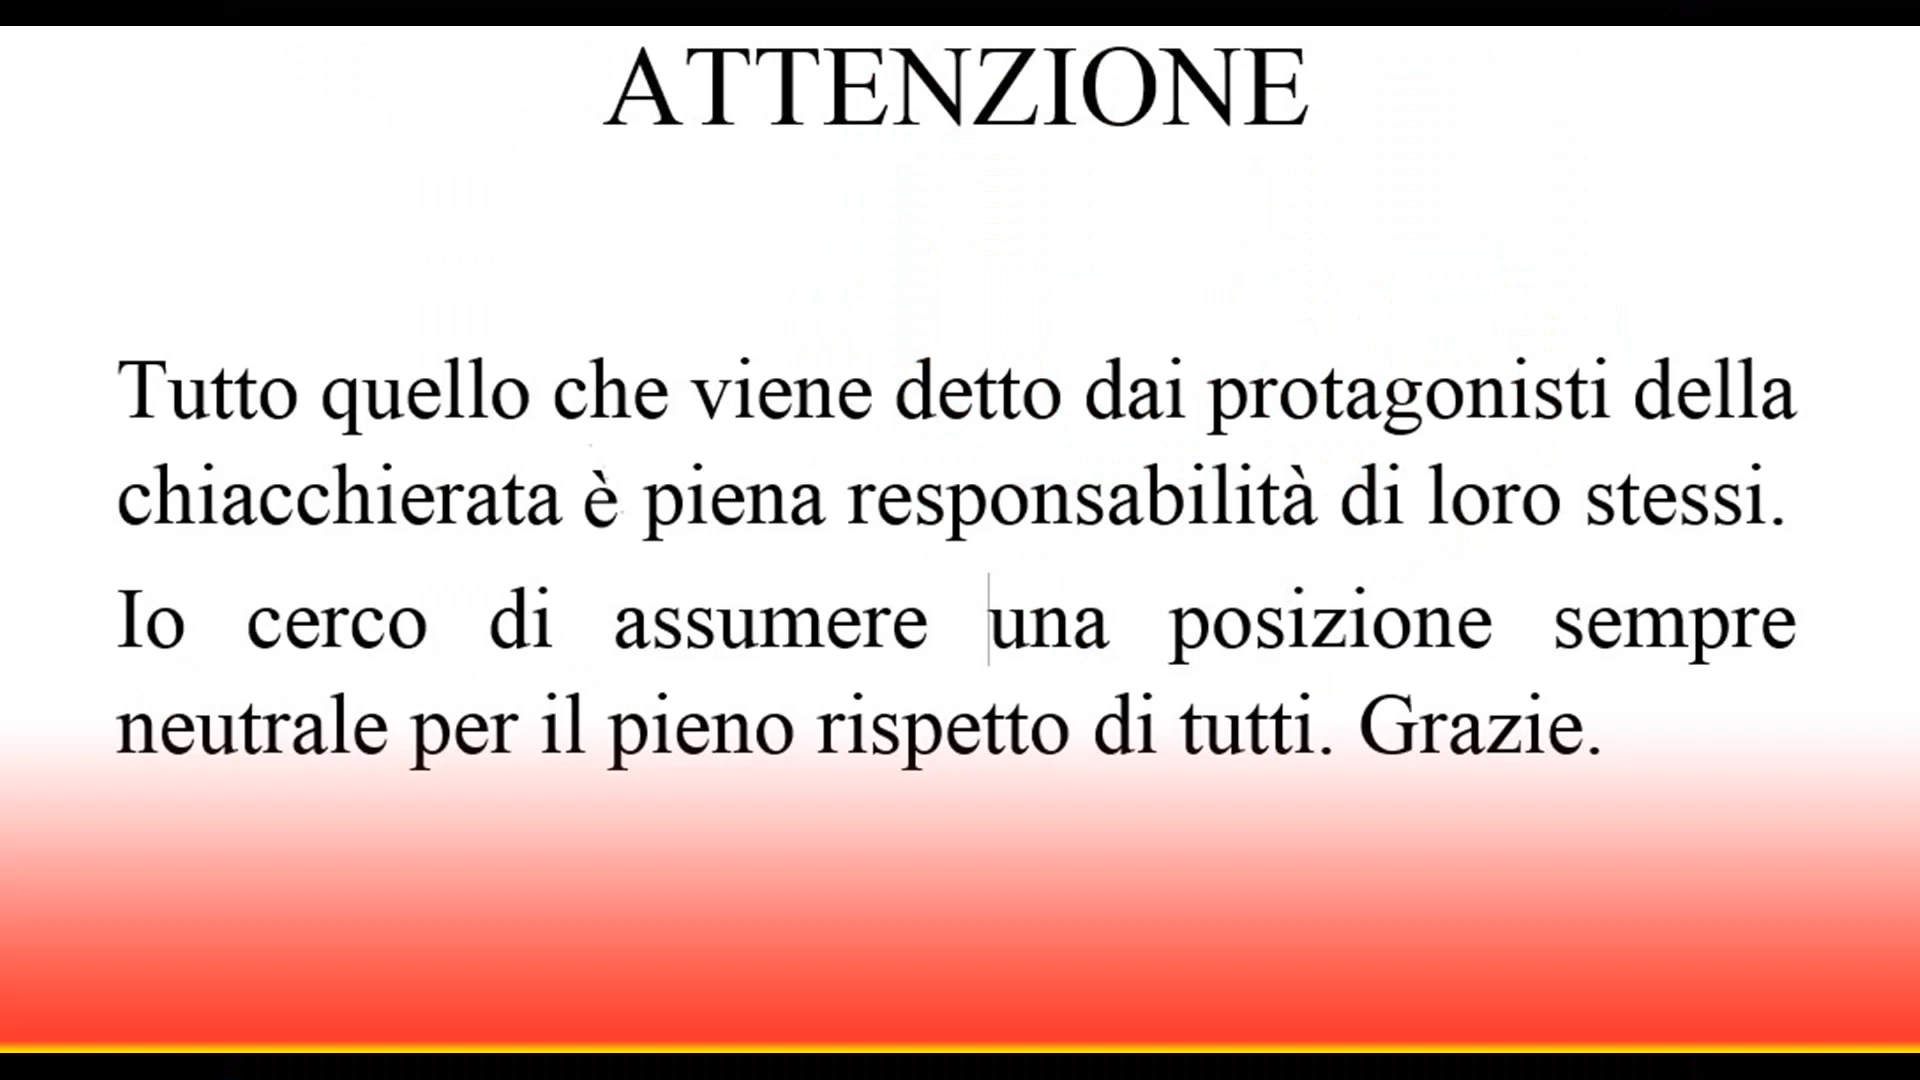 ATTENZIONE
Tutto quello che viene detto dai protagonisti della
chiacchierata è piena responsabilità di loro stessi.
Io cerco di assumere una posizione sempre
neutrale per il pieno rispetto di tutti. Grazie.